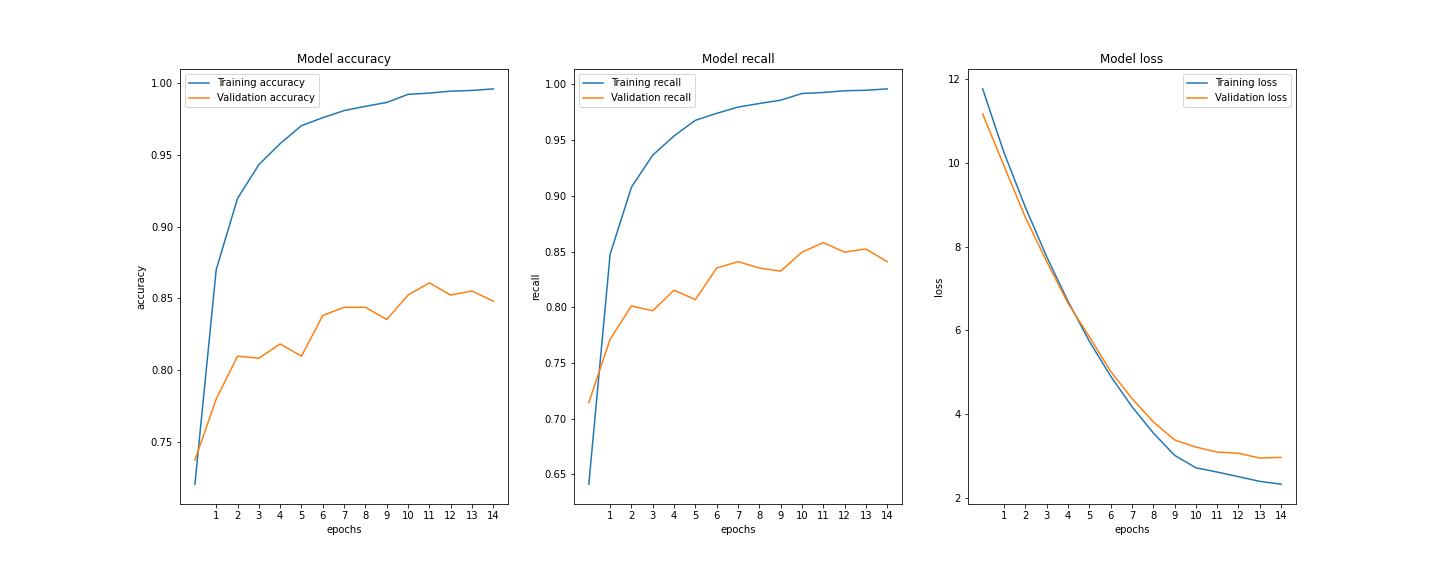 Model accuracy
Training accuracy
Validation accuracy
1.00
0.95
0.90
0.85
0.80
0.75
accuracy
1 2 3 4 5 6 7 8 9 10 11 12 13 14
epochs
Model recall
Training recall
Validation recall
1.00
0.95
0.90
0.85
0.80
0.75
0.70
0.65
recall
1 2 3 4 5 6 7 8 9 10 11 12 13 14
epochs
Model loss
Training loss
Validation loss
12
10
8
6
4
2
loss
1 2 3 4 5 6 7 8 9 10 11 12 13 14
epochs